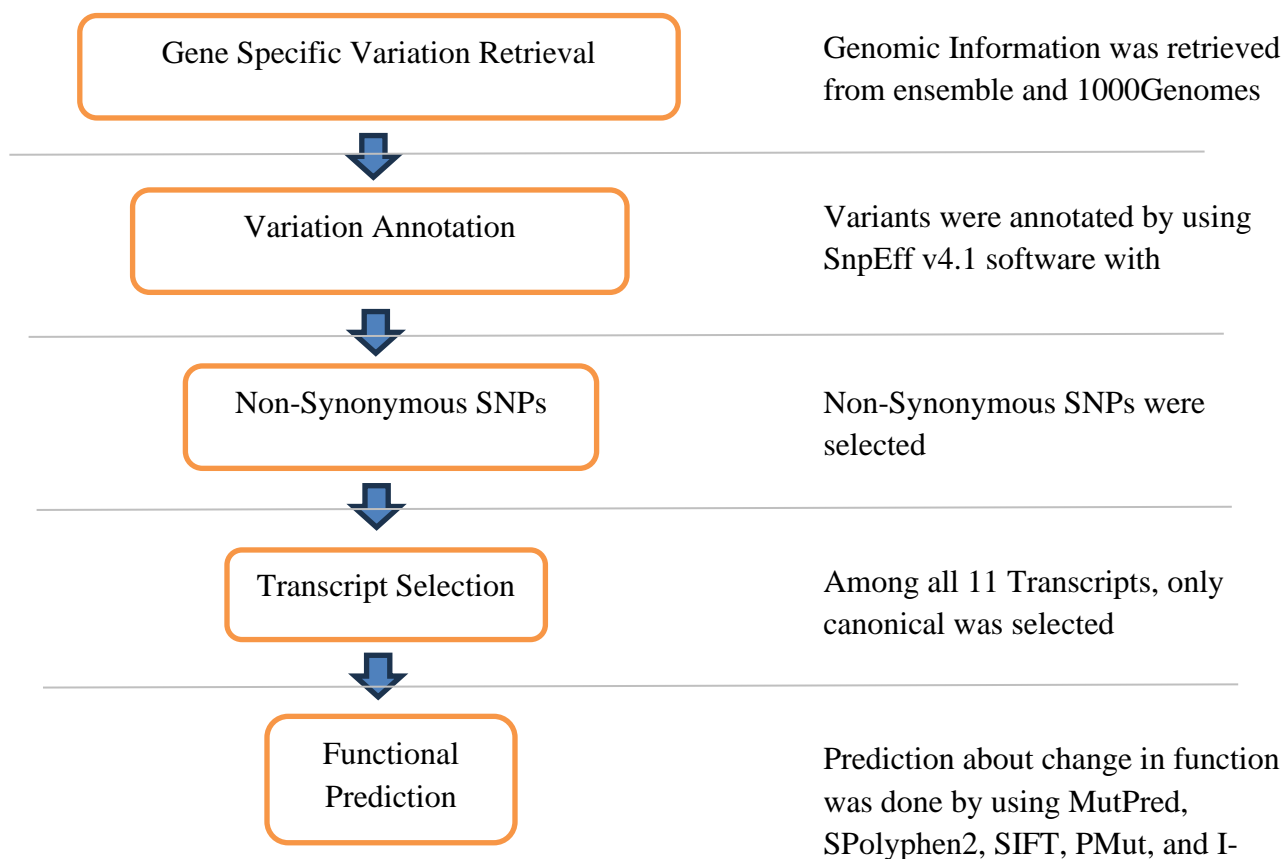 Gene Specific Variation Retrieval
Genomic Information was retrieved
from ensemble and 1000Genomes
Variation Annotation
Variants were annotated by using
SnpEff v4.1 software with
Non-Synonymous SNPs
Non-Synonymous SNPs were
selected
Transcript Selection
Among all 11 Transcripts, only
canonical was selected
Functional
Prediction
Prediction about change in function
was done by using MutPred,
SPolyphen2, SIFT, PMut, and I-